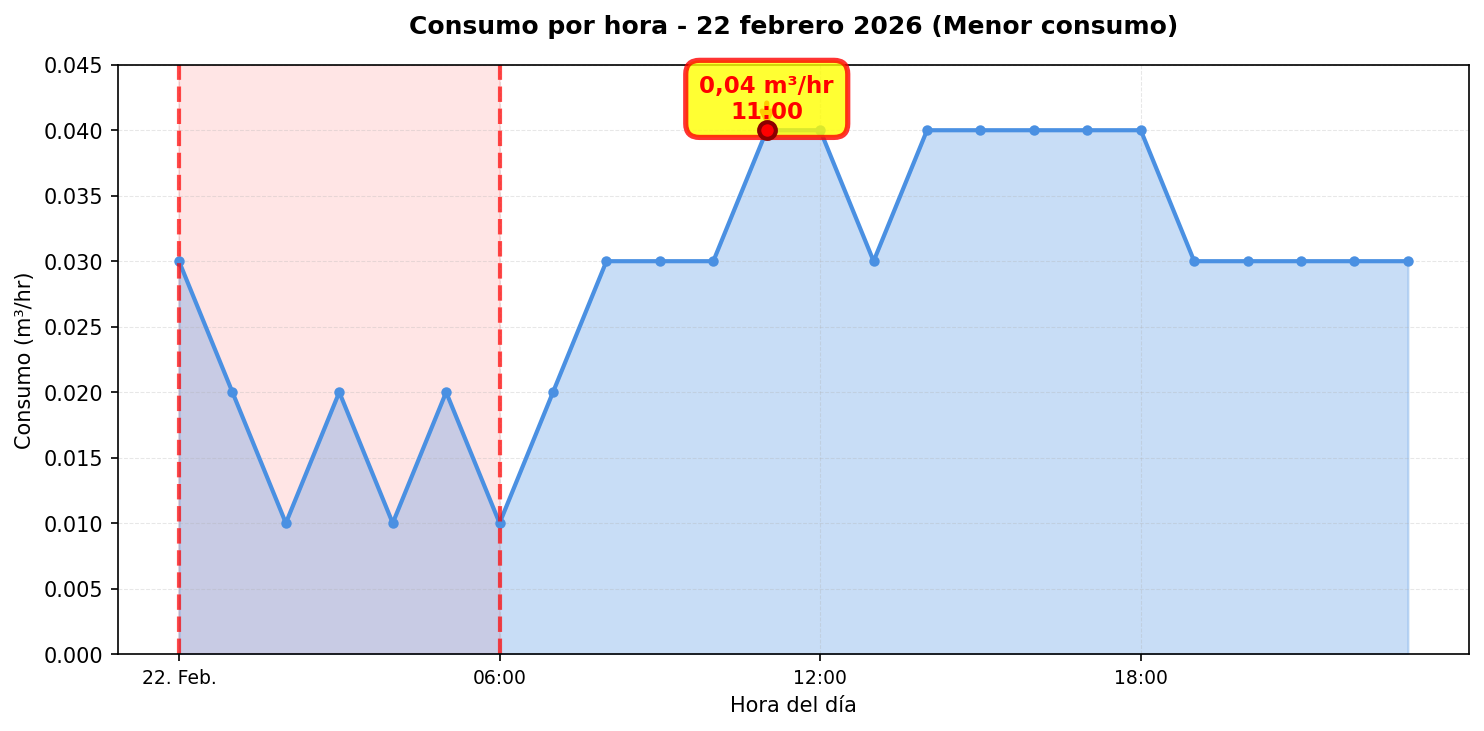 Consumo por hora - 22 febrero 2026 (Menor consumo)
0,04 m³/hr
11:00
Consumo (m³/hr)
0.045
0.040
0.035
0.030
0.025
0.020
0.015
0.010
0.005
0.000
22. Feb.
06:00
12:00
18:00
Hora del día